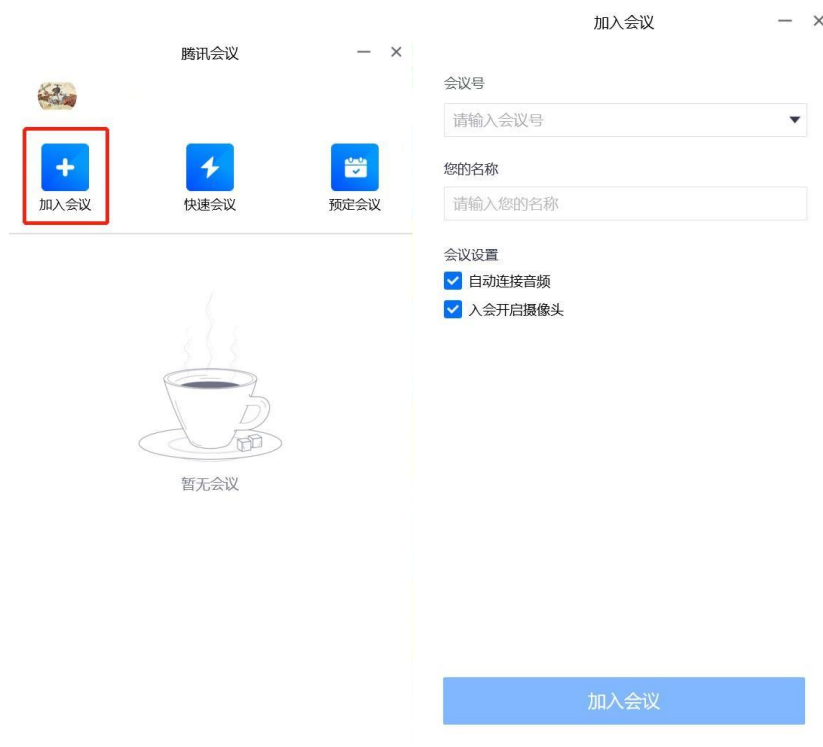 腾讯会议
加入会议
快速会议
预定会议
暂无会议
加入会议
会议号
请输入会议号
您的名称
请输入您的名称
会议设置
自动连接音频
入会开启摄像头
加入会议